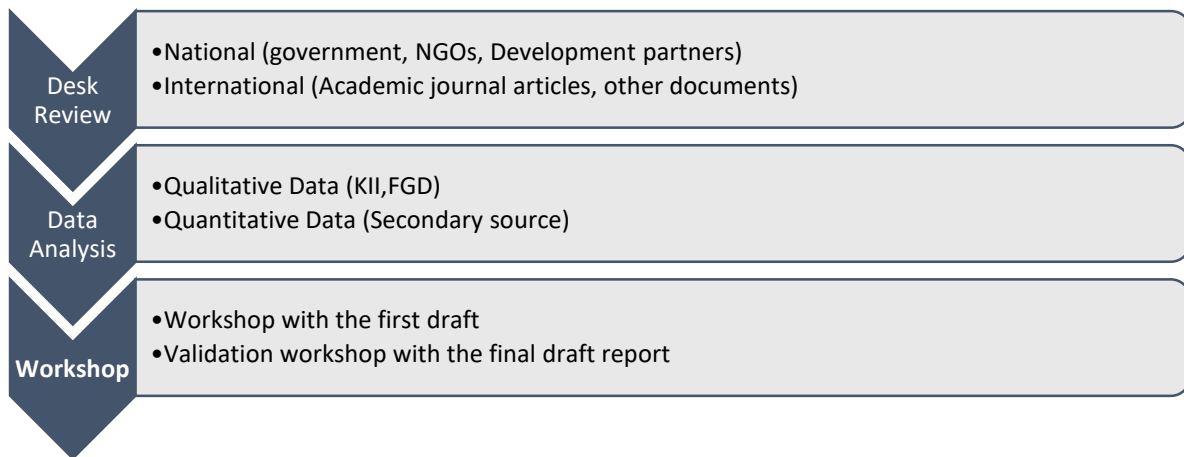 Desk
Review
•National (government, NGOs, Development partners)
•International (Academic journal articles, other documents)
Data
Analysis
•Qualitative Data (KII,FGD)
•Quantitative Data (Secondary source)
Workshop
•Workshop with the first draft
•Validation workshop with the final draft report